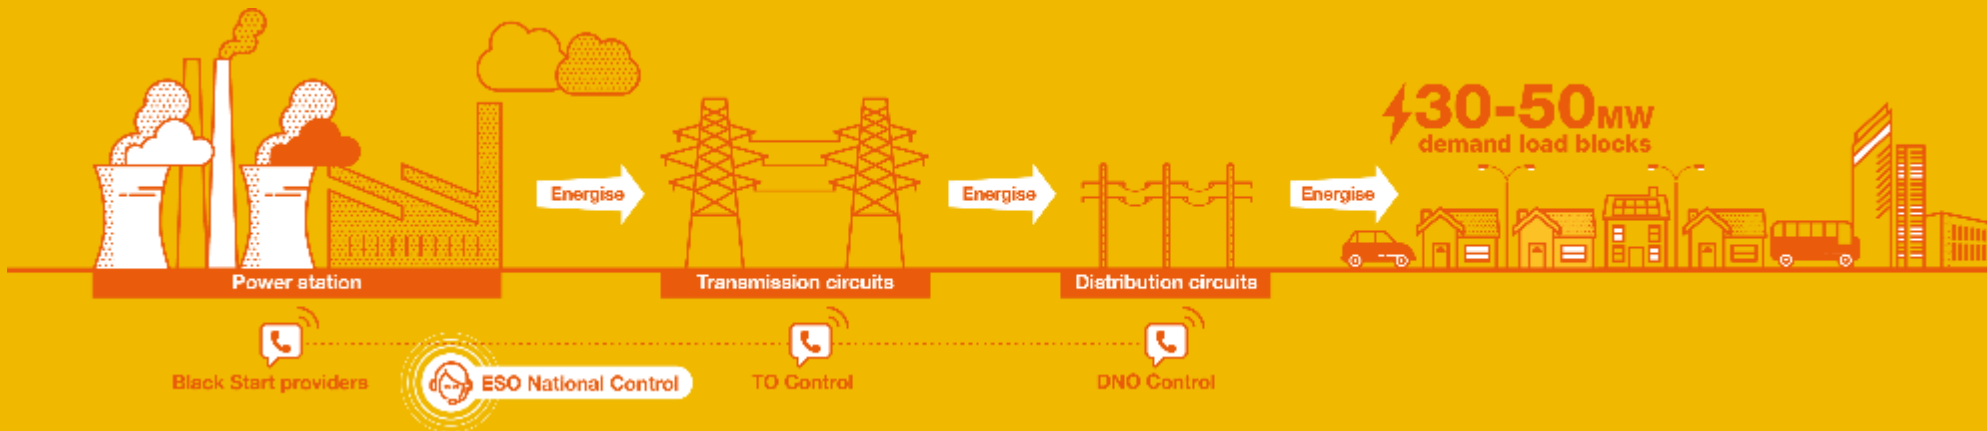 30-50MW
demand load blocks
Energise
Energise
Energise
Power station
Transmission circuits
Distribution circuits
Black Start providers
ESO National Control
TO Control
DNO Control